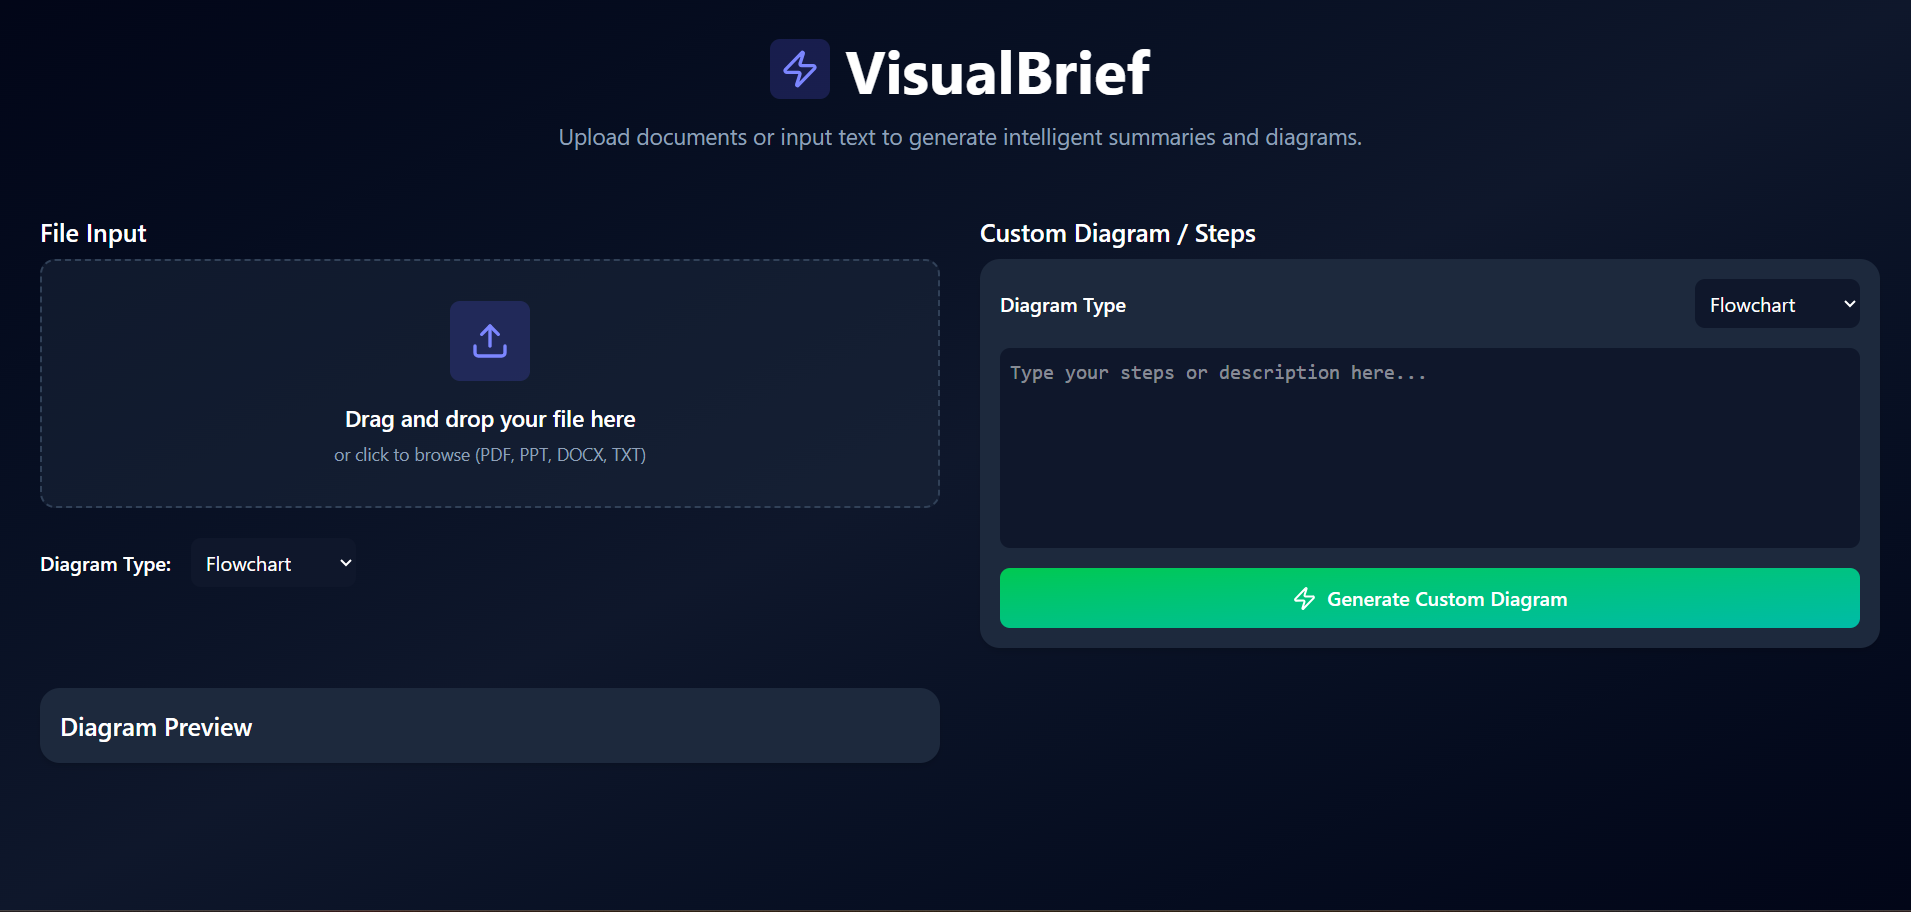 VisualBrief
Upload documents or input text to generate intelligent summaries and diagrams.
File Input
Drag and drop your file here
or click to browse (PDF, PPT, DOCX, TXT)
Diagram Type: Flowchart
Custom Diagram / Steps
Diagram Type Flowchart
Type your steps or description here...
Generate Custom Diagram
Diagram Preview